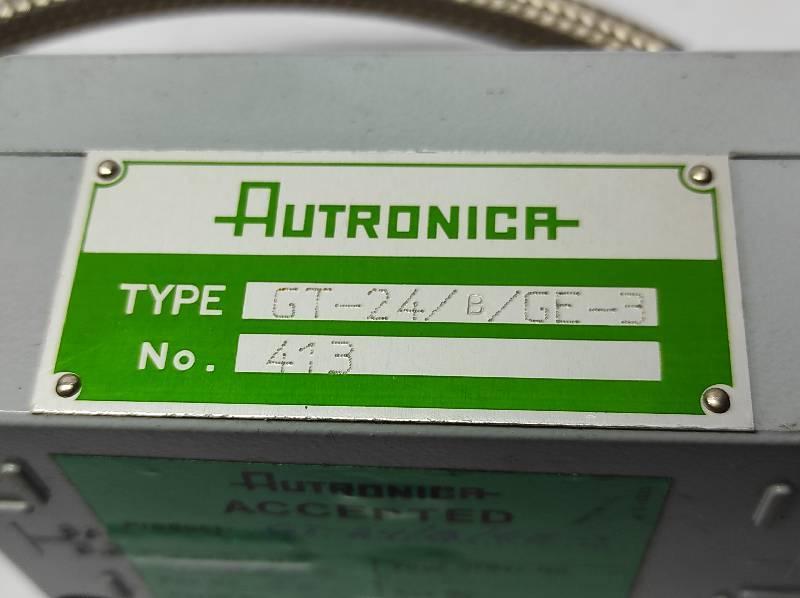 AUTRONICA
TYPE GT-24/B/GE-3
No. 413
AUTRONICA
ACCEPTED